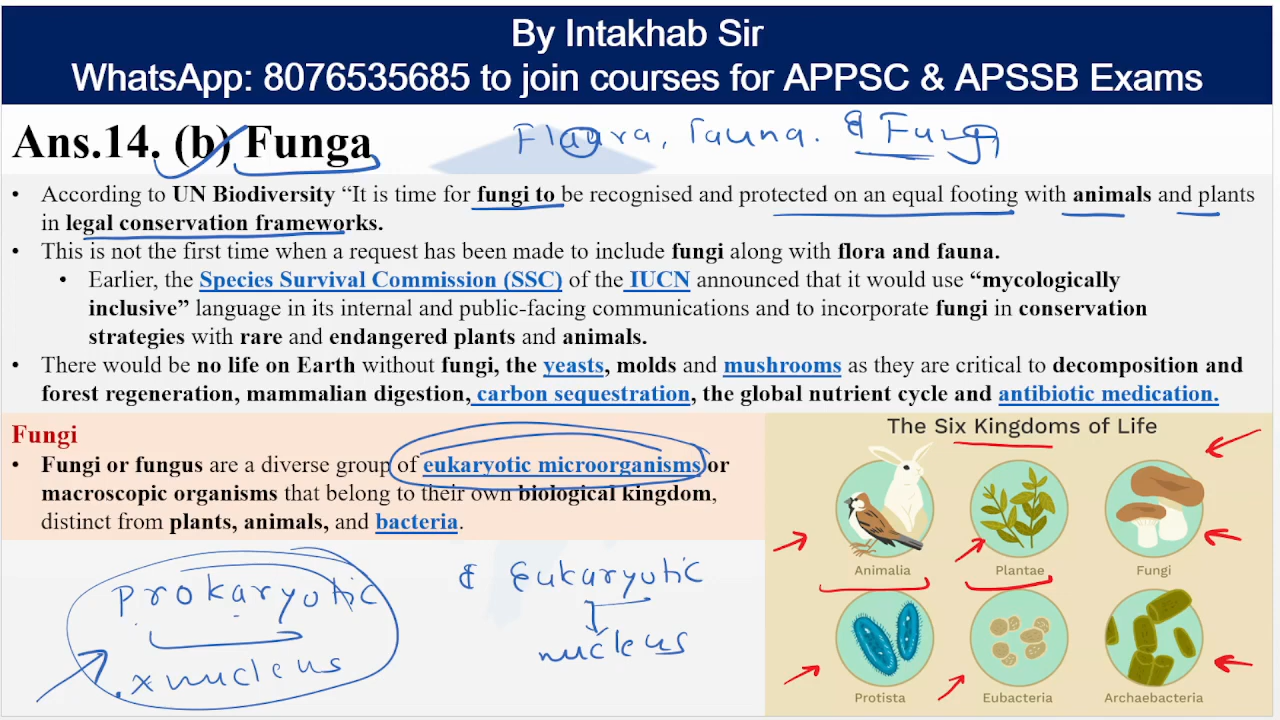 By Intakhab Sir
WhatsApp: 8076535685 to join courses for APPSC & APSSB Exams
Ans.14. (b) Funga
Flaura, Fauna. & Funga
• According to UN Biodiversity “It is time for fungi to be recognised and protected on an equal footing with animals and plants
in legal conservation frameworks.
• This is not the first time when a request has been made to include fungi along with flora and fauna.
• Earlier, the Species Survival Commission (SSC) of the IUCN announced that it would use “mycologically
inclusive” language in its internal and public-facing communications and to incorporate fungi in conservation
strategies with rare and endangered plants and animals.
• There would be no life on Earth without fungi, the yeasts, molds and mushrooms as they are critical to decomposition and
forest regeneration, mammalian digestion, carbon sequestration, the global nutrient cycle and antibiotic medication.
Fungi
• Fungi or fungus are a diverse group of eukaryotic microorganisms or
macroscopic organisms that belong to their own biological kingdom,
distinct from plants, animals, and bacteria.
The Six Kingdoms of Life
Animalia
Plantae
Fungi
Protista
Eubacteria
Archaebacteria
Prokaryotic
x nucleus
& Eukaryotic
nucleus